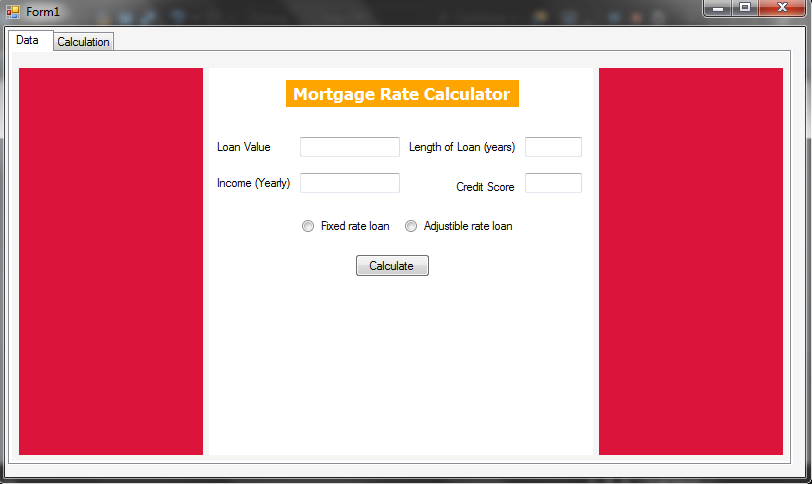 Form1
Data Calculation
Mortgage Rate Calculator
Loan Value Length of Loan (years)
Income (Yearly) Credit Score
Fixed rate loan Adjustible rate loan
Calculate